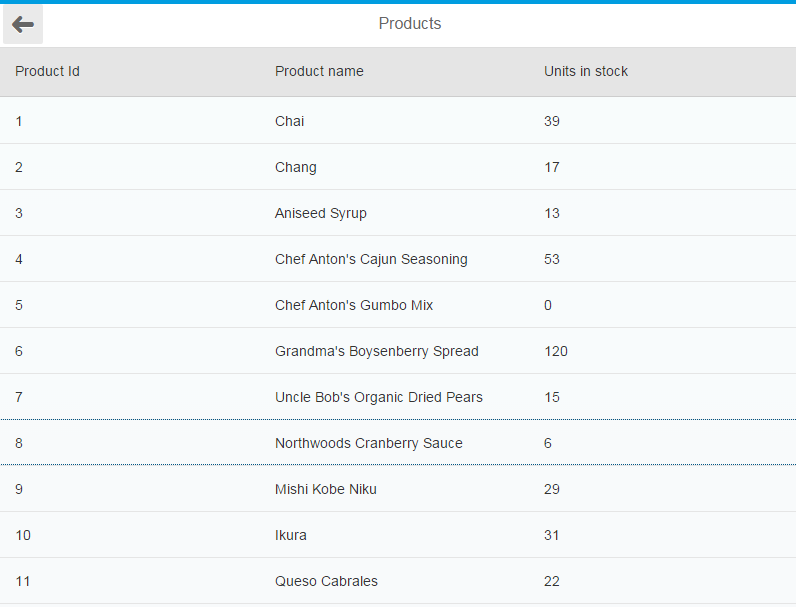 Products
Product Id Product name Units in stock
1 Chai 39
2 Chang 17
3 Aniseed Syrup 13
4 Chef Anton's Cajun Seasoning 53
5 Chef Anton's Gumbo Mix 0
6 Grandma's Boysenberry Spread 120
7 Uncle Bob's Organic Dried Pears 15
8 Northwoods Cranberry Sauce 6
9 Mishi Kobe Niku 29
10 Ikura 31
11 Queso Cabrales 22